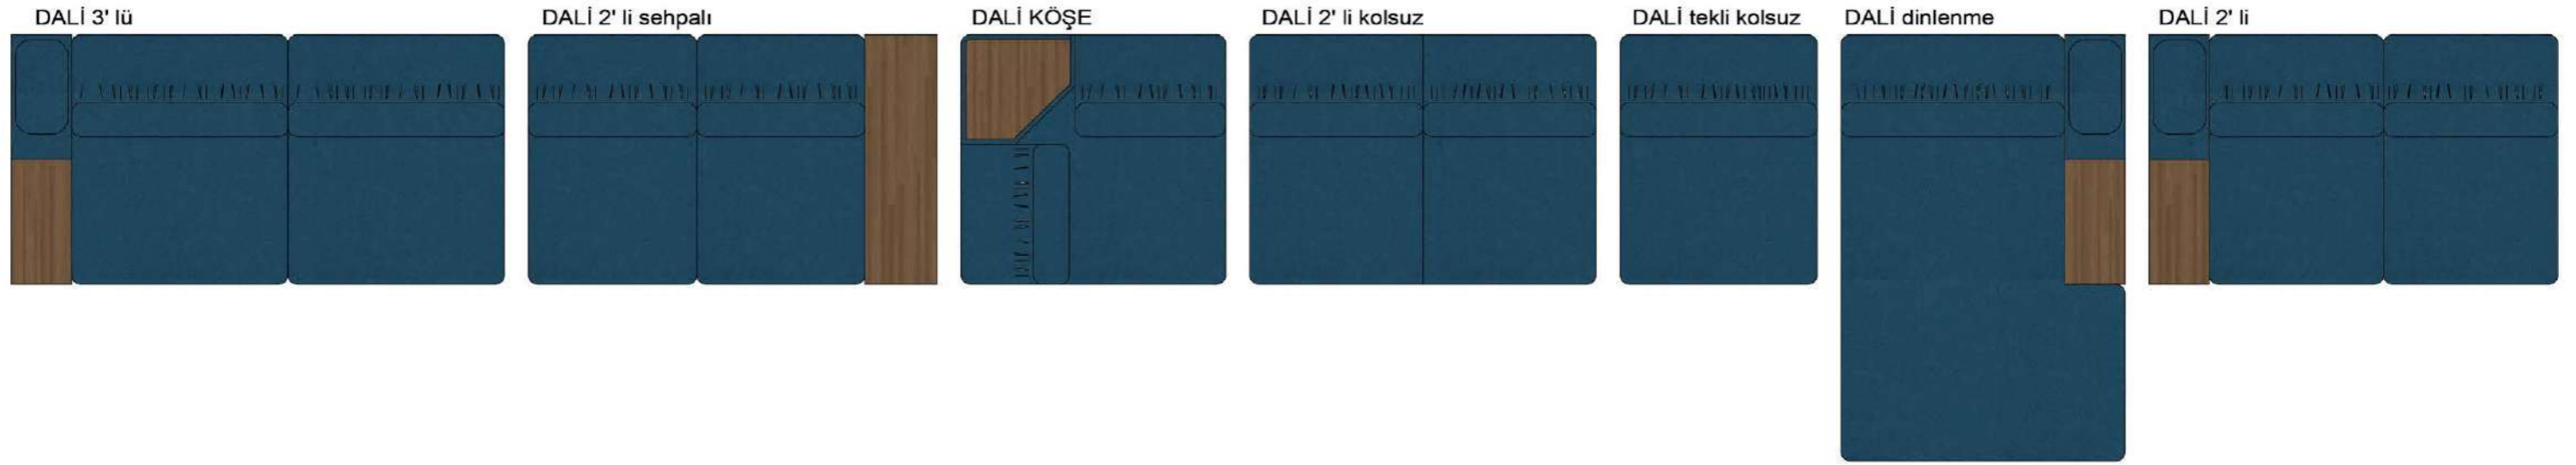 DALİ 3' lü
DALİ 2' li sehpalı
DALİ KÖŞE
DALİ 2' li kolsuz
DALİ tekli kolsuz
DALİ dinlenme
DALİ 2' li